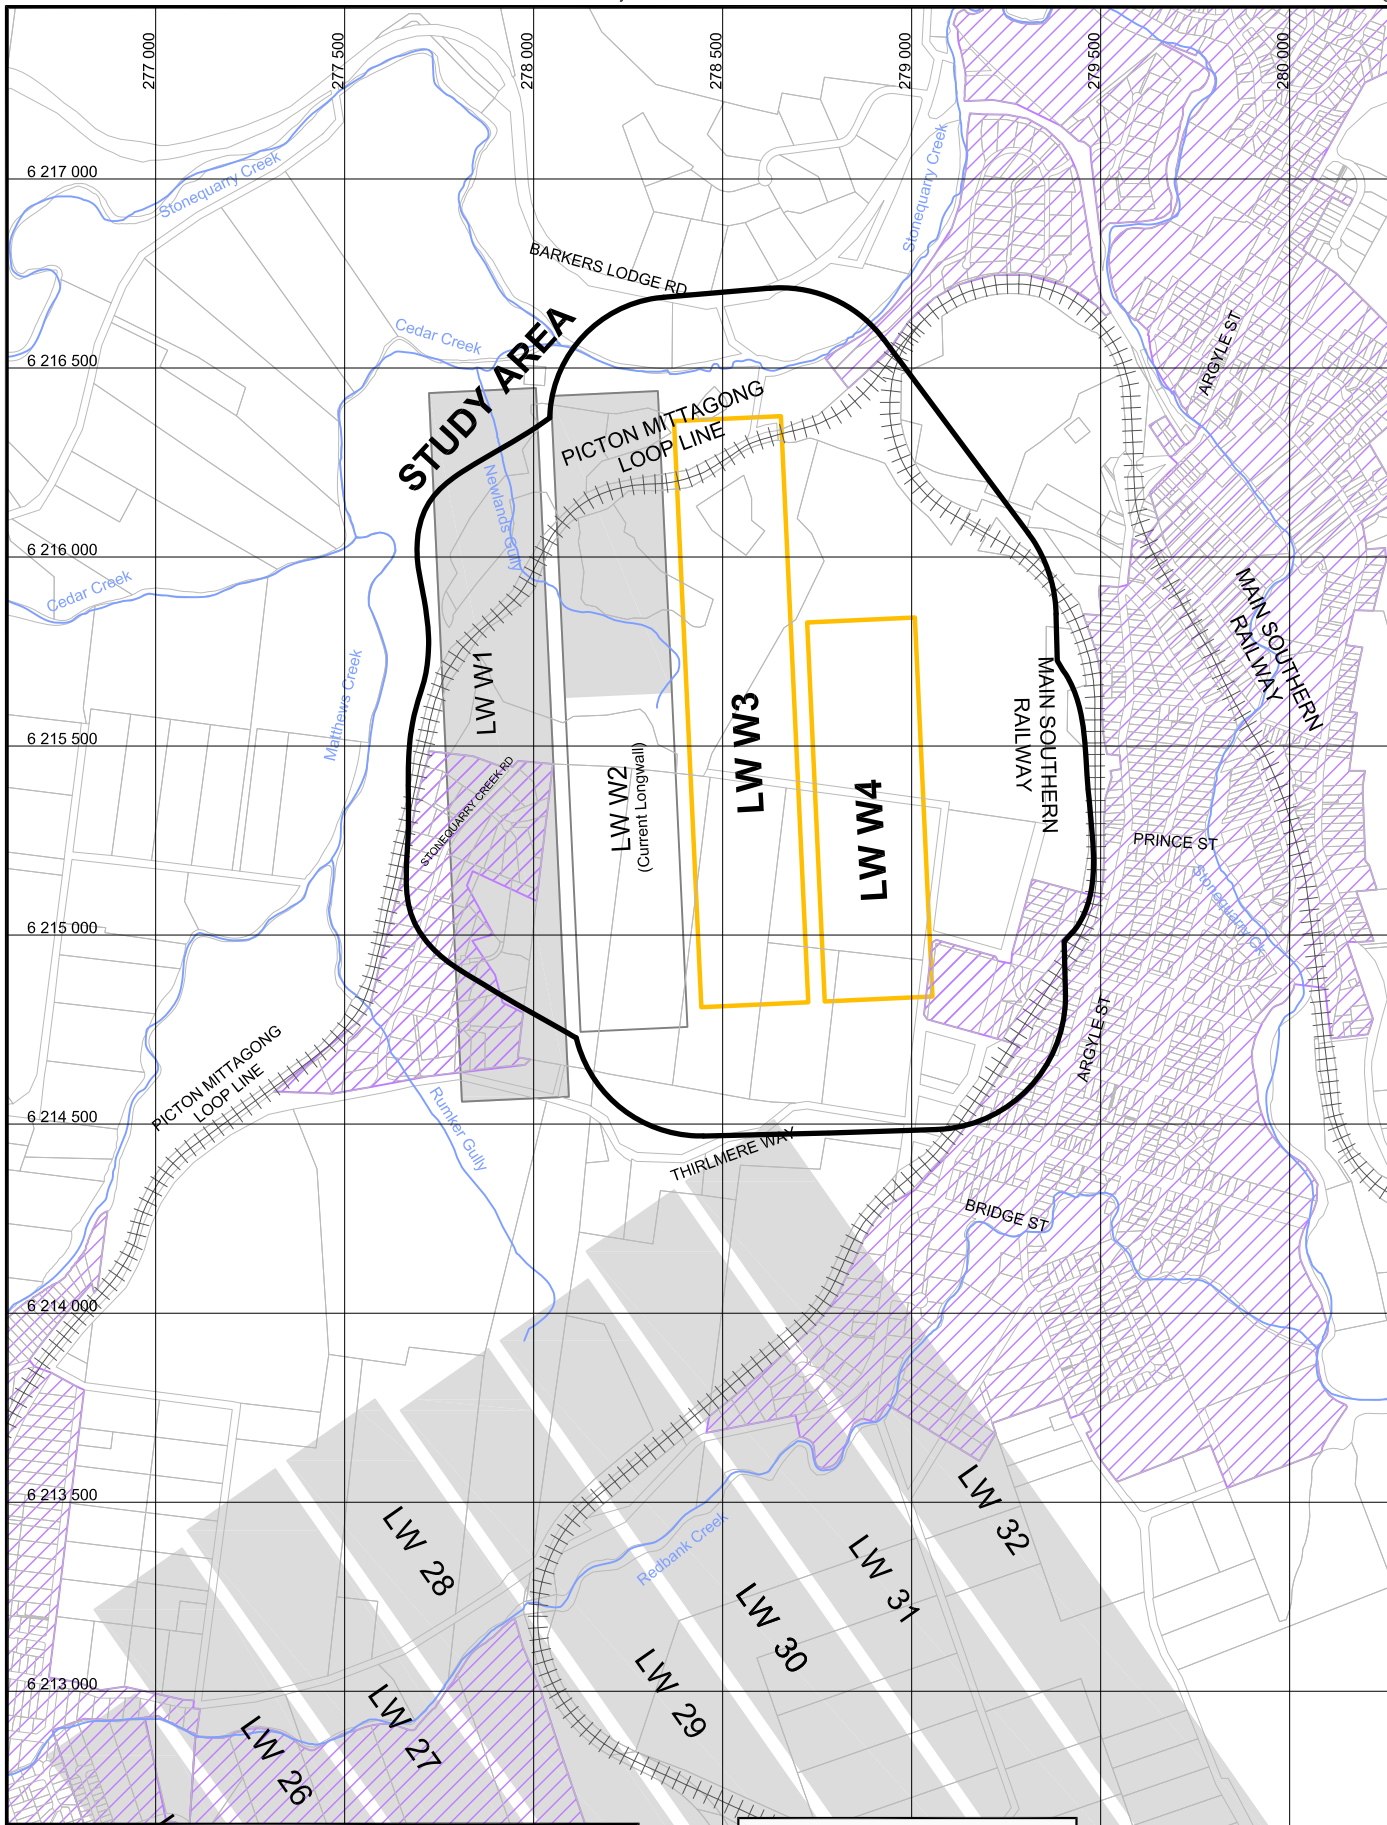 277 000
277 500
278 000
278 500
279 000
279 500
280 000
6 217 000
Stonequarry Creek
Stonequarry Creek
BARKERS LODGE RD
Cedar Creek
STUDY AREA
ARGYLE ST
6 216 500
PICTON MITTAGONG
LOOP LINE
Newlands Gully
6 216 000
Cedar Creek
MAIN SOUTHERN
RAILWAY
Matthews Creek
LW W1
MAIN SOUTHERN
RAILWAY
LW W3
6 215 500
STONEQUARRY CREEK RD
LW W2
(Current Longwall)
LW W4
PRINCE ST
Stonequarry Ck
6 215 000
ARGYLE ST
PICTON MITTAGONG
LOOP LINE
Rumker Gully
6 214 500
THIRLMERE WAY
BRIDGE ST
6 214 000
6 213 500
LW 28
Redbank Creek
LW 32
LW 31
LW 30
LW 29
6 213 000
LW 27
LW 26